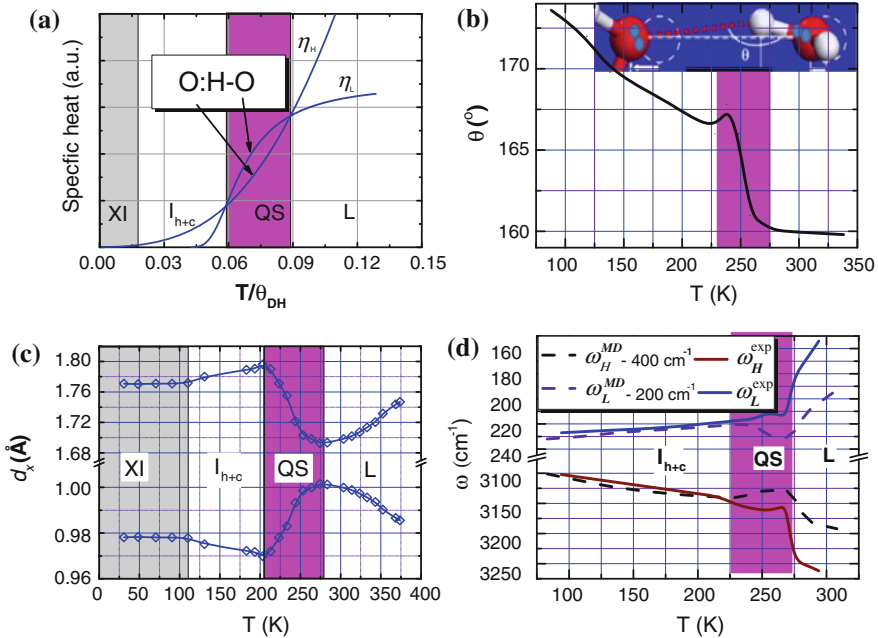 (a)
Specfic heat (a.u.)
η_H
η_L
O:H-O
XI
I_h+c
QS
L
0.00 0.03 0.06 0.09 0.12 0.15
T/θ_DH
(b)
θ (°)
170
165
160
θ
100 150 200 250 300 350
T (K)
(c)
d_x (Å)
1.80
1.76
1.72
1.68
1.00
0.98
0.96
XI
I_h+c
QS
L
0 50 100 150 200 250 300 350 400
T (K)
(d)
ω (cm⁻¹)
160
180
200
220
240
3100
3150
3200
3250
ω_H^MD - 400 cm⁻¹ ω_H^exp
ω_L^MD - 200 cm⁻¹ ω_L^exp
I_h+c
QS
L
100 150 200 250 300
T (K)